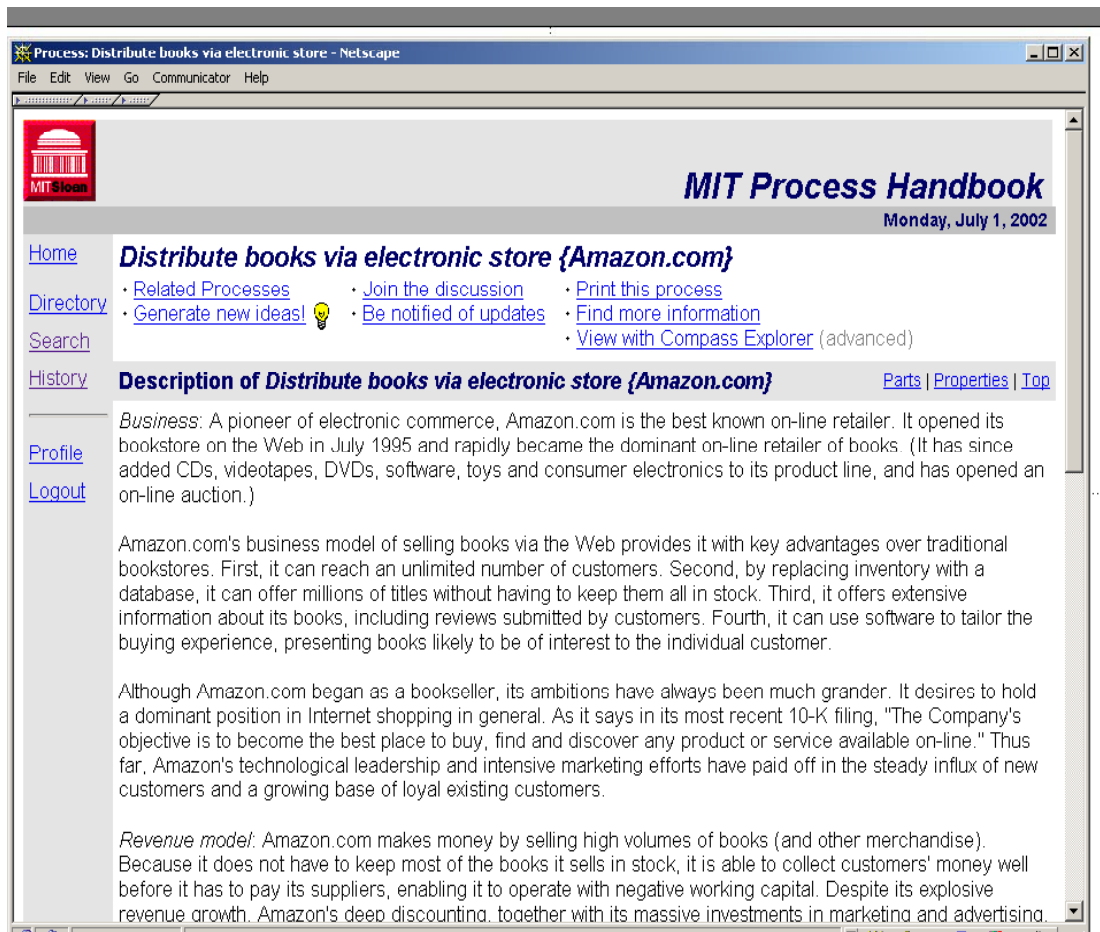 Process: Distribute books via electronic store - Netscape
File Edit View Go Communicator Help
MITSloan
MIT Process Handbook
Monday, July 1, 2002
Home
Directory
Search
History
Profile
Logout
Distribute books via electronic store {Amazon.com}
· Related Processes · Join the discussion · Print this process
· Generate new ideas! · Be notified of updates · Find more information
· View with Compass Explorer (advanced)
Description of Distribute books via electronic store {Amazon.com} Parts | Properties | Top
Business: A pioneer of electronic commerce, Amazon.com is the best known on-line retailer. It opened its
bookstore on the Web in July 1995 and rapidly became the dominant on-line retailer of books. (It has since
added CDs, videotapes, DVDs, software, toys and consumer electronics to its product line, and has opened an
on-line auction.)
Amazon.com's business model of selling books via the Web provides it with key advantages over traditional
bookstores. First, it can reach an unlimited number of customers. Second, by replacing inventory with a
database, it can offer millions of titles without having to keep them all in stock. Third, it offers extensive
information about its books, including reviews submitted by customers. Fourth, it can use software to tailor the
buying experience, presenting books likely to be of interest to the individual customer.
Although Amazon.com began as a bookseller, its ambitions have always been much grander. It desires to hold
a dominant position in Internet shopping in general. As it says in its most recent 10-K filing, "The Company's
objective is to become the best place to buy, find and discover any product or service available on-line." Thus
far, Amazon's technological leadership and intensive marketing efforts have paid off in the steady influx of new
customers and a growing base of loyal existing customers.
Revenue model: Amazon.com makes money by selling high volumes of books (and other merchandise).
Because it does not have to keep most of the books it sells in stock, it is able to collect customers' money well
before it has to pay its suppliers, enabling it to operate with negative working capital. Despite its explosive
revenue growth, Amazon's deep discounting, together with its massive investments in marketing and advertising,